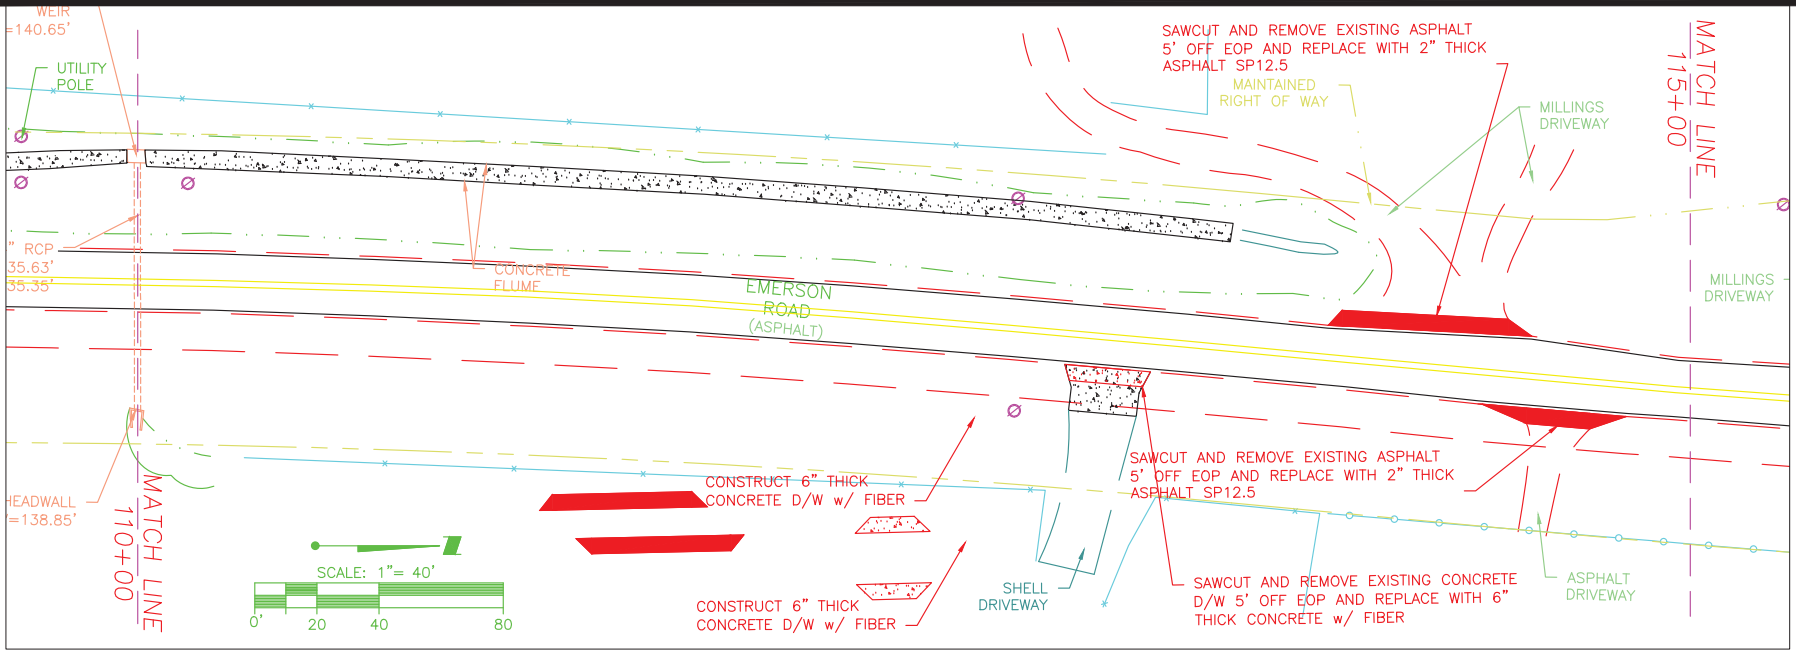 WEIR
=140.65'
UTILITY
POLE
SAWCUT AND REMOVE EXISTING ASPHALT
5' OFF EOP AND REPLACE WITH 2" THICK
ASPHALT SP12.5
MAINTAINED
RIGHT OF WAY
MILLINGS
DRIVEWAY
MATCH LINE
115+00
" RCP
35.63'
35.35'
CONCRETE
FLUME
EMERSON
ROAD
(ASPHALT)
MILLINGS
DRIVEWAY
HEADWALL
=138.85'
MATCH LINE
110+00
CONSTRUCT 6" THICK
CONCRETE D/W w/ FIBER
SAWCUT AND REMOVE EXISTING ASPHALT
5' OFF EOP AND REPLACE WITH 2" THICK
ASPHALT SP12.5
SCALE: 1"= 40'
0' 20 40 80
CONSTRUCT 6" THICK
CONCRETE D/W w/ FIBER
SHELL
DRIVEWAY
SAWCUT AND REMOVE EXISTING CONCRETE
D/W 5' OFF EOP AND REPLACE WITH 6"
THICK CONCRETE w/ FIBER
ASPHALT
DRIVEWAY